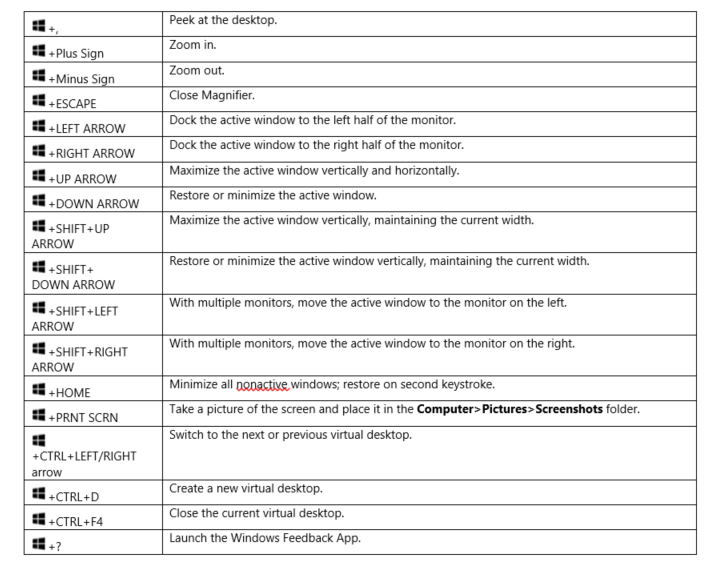 +, Peek at the desktop.
+Plus Sign Zoom in.
+Minus Sign Zoom out.
+ESCAPE Close Magnifier.
+LEFT ARROW Dock the active window to the left half of the monitor.
+RIGHT ARROW Dock the active window to the right half of the monitor.
+UP ARROW Maximize the active window vertically and horizontally.
+DOWN ARROW Restore or minimize the active window.
+SHIFT+UP Maximize the active window vertically, maintaining the current width.
ARROW
+SHIFT+ Restore or minimize the active window vertically, maintaining the current width.
DOWN ARROW
+SHIFT+LEFT With multiple monitors, move the active window to the monitor on the left.
ARROW
+SHIFT+RIGHT With multiple monitors, move the active window to the monitor on the right.
ARROW
+HOME Minimize all nonactive windows; restore on second keystroke.
+PRNT SCRN Take a picture of the screen and place it in the Computer>Pictures>Screenshots folder.
Switch to the next or previous virtual desktop.
+CTRL+LEFT/RIGHT
arrow
+CTRL+D Create a new virtual desktop.
+CTRL+F4 Close the current virtual desktop.
+? Launch the Windows Feedback App.